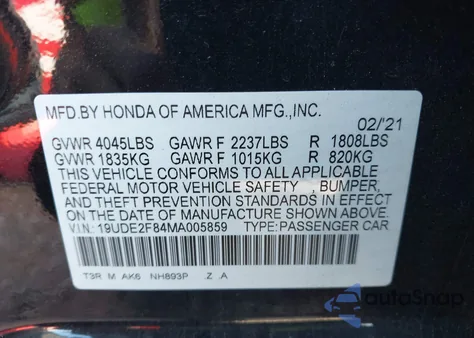 MFD.BY HONDA OF AMERICA MFG.,INC.
02/'21
GVWR 4045LBS GAWR F 2237LBS R 1808LBS
GVWR 1835KG GAWR F 1015KG R 820KG
THIS VEHICLE CONFORMS TO ALL APPLICABLE
FEDERAL MOTOR VEHICLE SAFETY , BUMPER,
AND THEFT PREVENTION STANDARDS IN EFFECT
ON THE DATE OF MANUFACTURE SHOWN ABOVE.
V.I.N: 19UDE2F84MA005859 TYPE:PASSENGER CAR
T3R M AK6 NH893P .Z .A
autoSnap